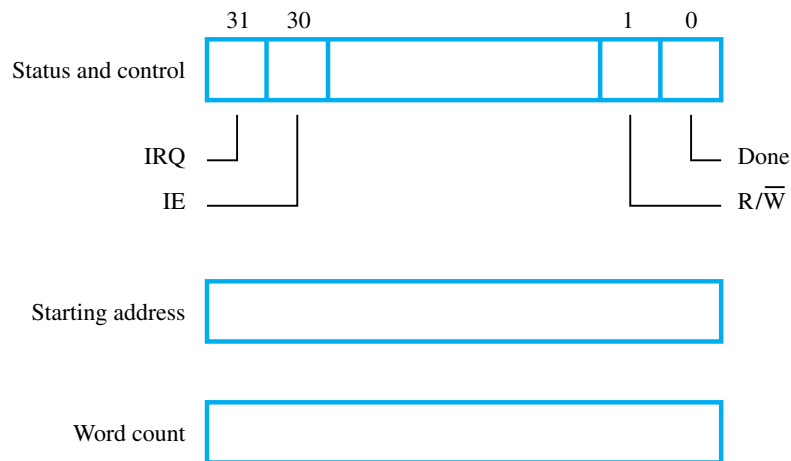 31 30 1 0
Status and control
IRQ Done
IE R/W̅
Starting address
Word count